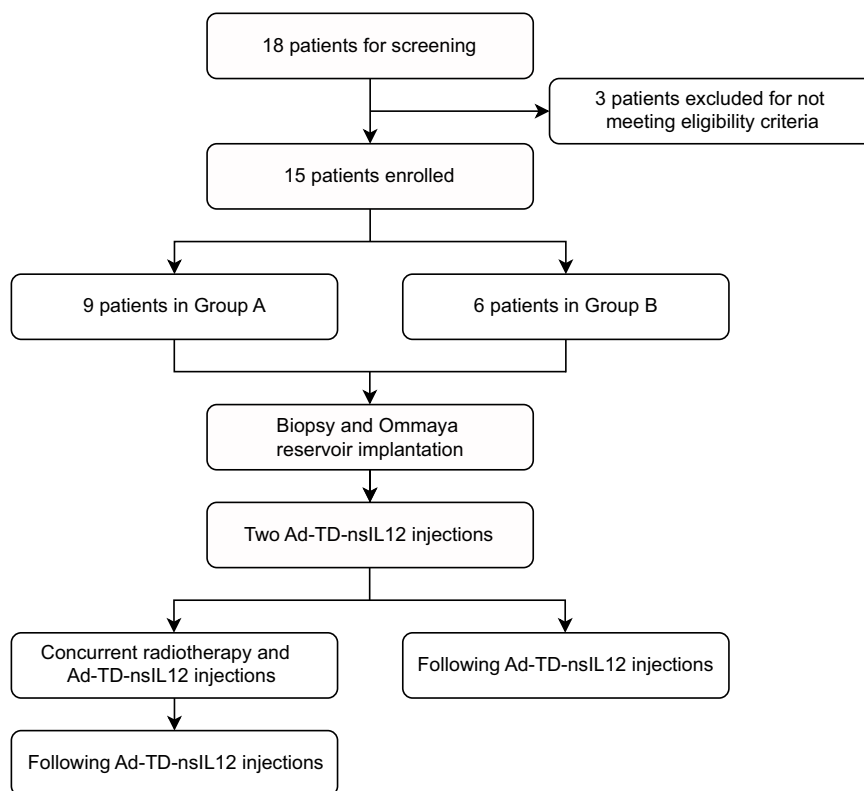 18 patients for screening
3 patients excluded for not
meeting eligibility criteria
15 patients enrolled
9 patients in Group A
6 patients in Group B
Biopsy and Ommaya
reservoir implantation
Two Ad-TD-nsIL12 injections
Concurrent radiotherapy and
Ad-TD-nsIL12 injections
Following Ad-TD-nsIL12 injections
Following Ad-TD-nsIL12 injections